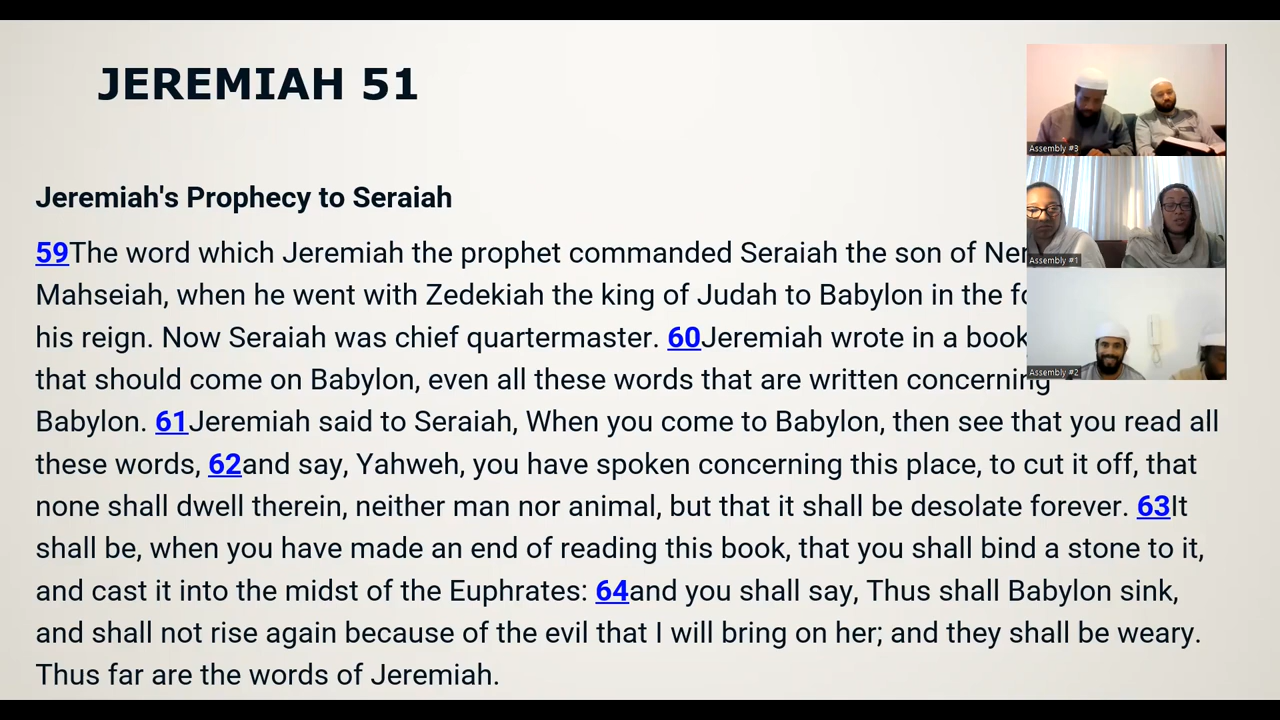 JEREMIAH 51
Jeremiah's Prophecy to Seraiah
59The word which Jeremiah the prophet commanded Seraiah the son of
Mahseiah, when he went with Zedekiah the king of Judah to Babylon in the
his reign. Now Seraiah was chief quartermaster. 60Jeremiah wrote in a book
that should come on Babylon, even all these words that are written concerning
Babylon. 61Jeremiah said to Seraiah, When you come to Babylon, then see that you read all
these words, 62and say, Yahweh, you have spoken concerning this place, to cut it off, that
none shall dwell therein, neither man nor animal, but that it shall be desolate forever. 63It
shall be, when you have made an end of reading this book, that you shall bind a stone to it,
and cast it into the midst of the Euphrates: 64and you shall say, Thus shall Babylon sink,
and shall not rise again because of the evil that I will bring on her; and they shall be weary.
Thus far are the words of Jeremiah.
Assembly #3
Assembly #1
Assembly #2